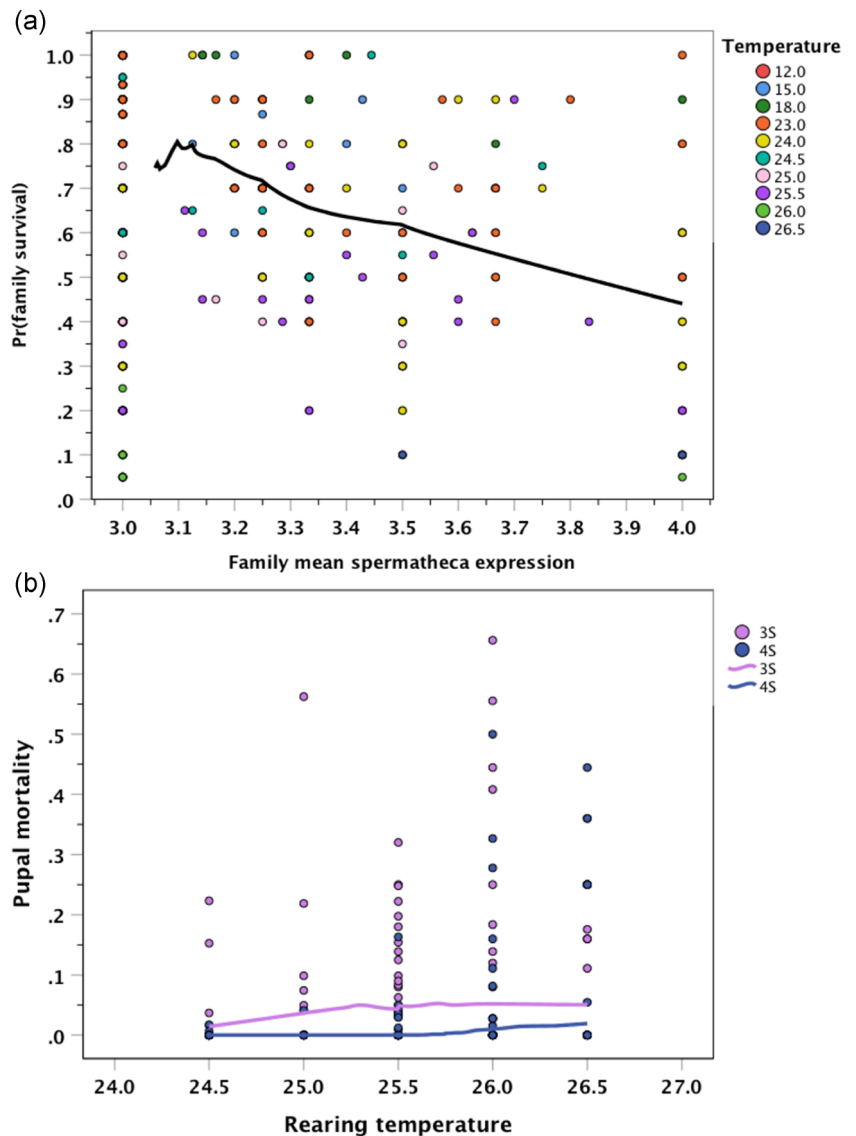 (a)
Temperature
12.0
15.0
18.0
23.0
24.0
24.5
25.0
25.5
26.0
26.5
Pr(family survival)
1.0
.9
.8
.7
.6
.5
.4
.3
.2
.1
.0
3.0 3.1 3.2 3.3 3.4 3.5 3.6 3.7 3.8 3.9 4.0
Family mean spermatheca expression
(b)
3S
4S
3S
4S
Pupal mortality
.7
.6
.5
.4
.3
.2
.1
.0
24.0 24.5 25.0 25.5 26.0 26.5 27.0
Rearing temperature